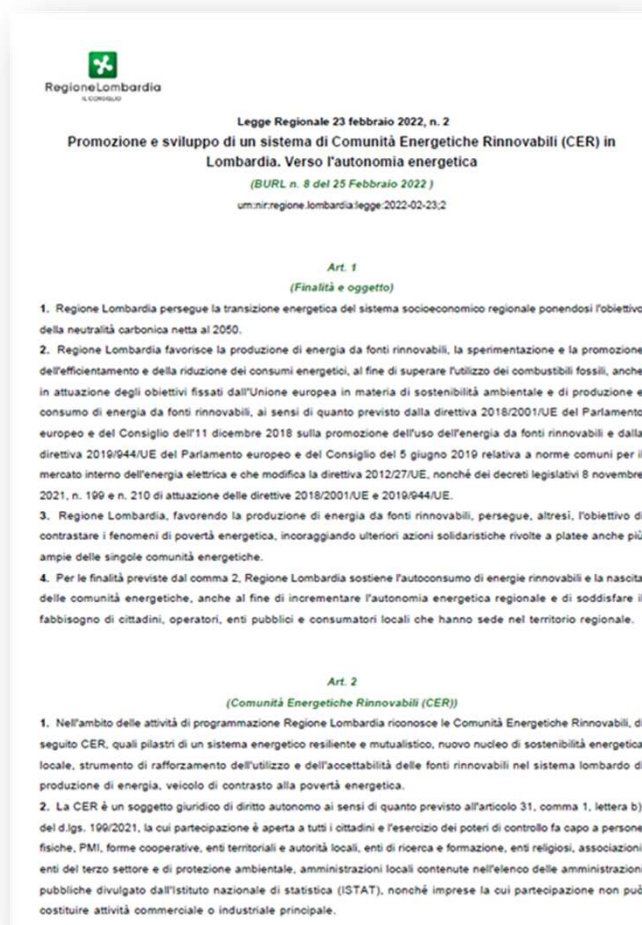 RegioneLombardia
IL CONSIGLIO
Legge Regionale 23 febbraio 2022, n. 2
Promozione e sviluppo di un sistema di Comunità Energetiche Rinnovabili (CER) in
Lombardia. Verso l'autonomia energetica
(BURL n. 8 del 25 Febbraio 2022 )
urn:nir:regione.lombardia:legge:2022-02-23;2
Art. 1
(Finalità e oggetto)
1. Regione Lombardia persegue la transizione energetica del sistema socioeconomico regionale ponendosi l'obiettivo
della neutralità carbonica netta al 2050.
2. Regione Lombardia favorisce la produzione di energia da fonti rinnovabili, la sperimentazione e la promozione
dell'efficientamento e della riduzione dei consumi energetici, al fine di superare l'utilizzo dei combustibili fossili, anche
in attuazione degli obiettivi fissati dall'Unione europea in materia di sostenibilità ambientale e di produzione e
consumo di energia da fonti rinnovabili, ai sensi di quanto previsto dalla direttiva 2018/2001/UE del Parlamento
europeo e del Consiglio dell'11 dicembre 2018 sulla promozione dell'uso dell'energia da fonti rinnovabili e dalla
direttiva 2019/944/UE del Parlamento europeo e del Consiglio del 5 giugno 2019 relativa a norme comuni per il
mercato interno dell'energia elettrica e che modifica la direttiva 2012/27/UE, nonché dei decreti legislativi 8 novembre
2021, n. 199 e n. 210 di attuazione delle direttive 2018/2001/UE e 2019/944/UE.
3. Regione Lombardia, favorendo la produzione di energia da fonti rinnovabili, persegue, altresì, l'obiettivo di
contrastare i fenomeni di povertà energetica, incoraggiando ulteriori azioni solidaristiche rivolte a platee anche più
ampie delle singole comunità energetiche.
4. Per le finalità previste dal comma 2, Regione Lombardia sostiene l'autoconsumo di energie rinnovabili e la nascita
delle comunità energetiche, anche al fine di incrementare l'autonomia energetica regionale e di soddisfare il
fabbisogno di cittadini, operatori, enti pubblici e consumatori locali che hanno sede nel territorio regionale.
Art. 2
(Comunità Energetiche Rinnovabili (CER))
1. Nell'ambito delle attività di programmazione Regione Lombardia riconosce le Comunità Energetiche Rinnovabili, di
seguito CER, quali pilastri di un sistema energetico resiliente e mutualistico, nuovo nucleo di sostenibilità energetica
locale, strumento di rafforzamento dell'utilizzo e dell'accettabilità delle fonti rinnovabili nel sistema lombardo di
produzione di energia, veicolo di contrasto alla povertà energetica.
2. La CER è un soggetto giuridico di diritto autonomo ai sensi di quanto previsto all'articolo 31, comma 1, lettera b)
del d.lgs. 199/2021, la cui partecipazione è aperta a tutti i cittadini e l'esercizio dei poteri di controllo fa capo a persone
fisiche, PMI, forme cooperative, enti territoriali e autorità locali, enti di ricerca e formazione, enti religiosi, associazioni
enti del terzo settore e di protezione ambientale, amministrazioni locali contenute nell'elenco delle amministrazioni
pubbliche divulgato dall'Istituto nazionale di statistica (ISTAT), nonché imprese la cui partecipazione non può
costituire attività commerciale o industriale principale.